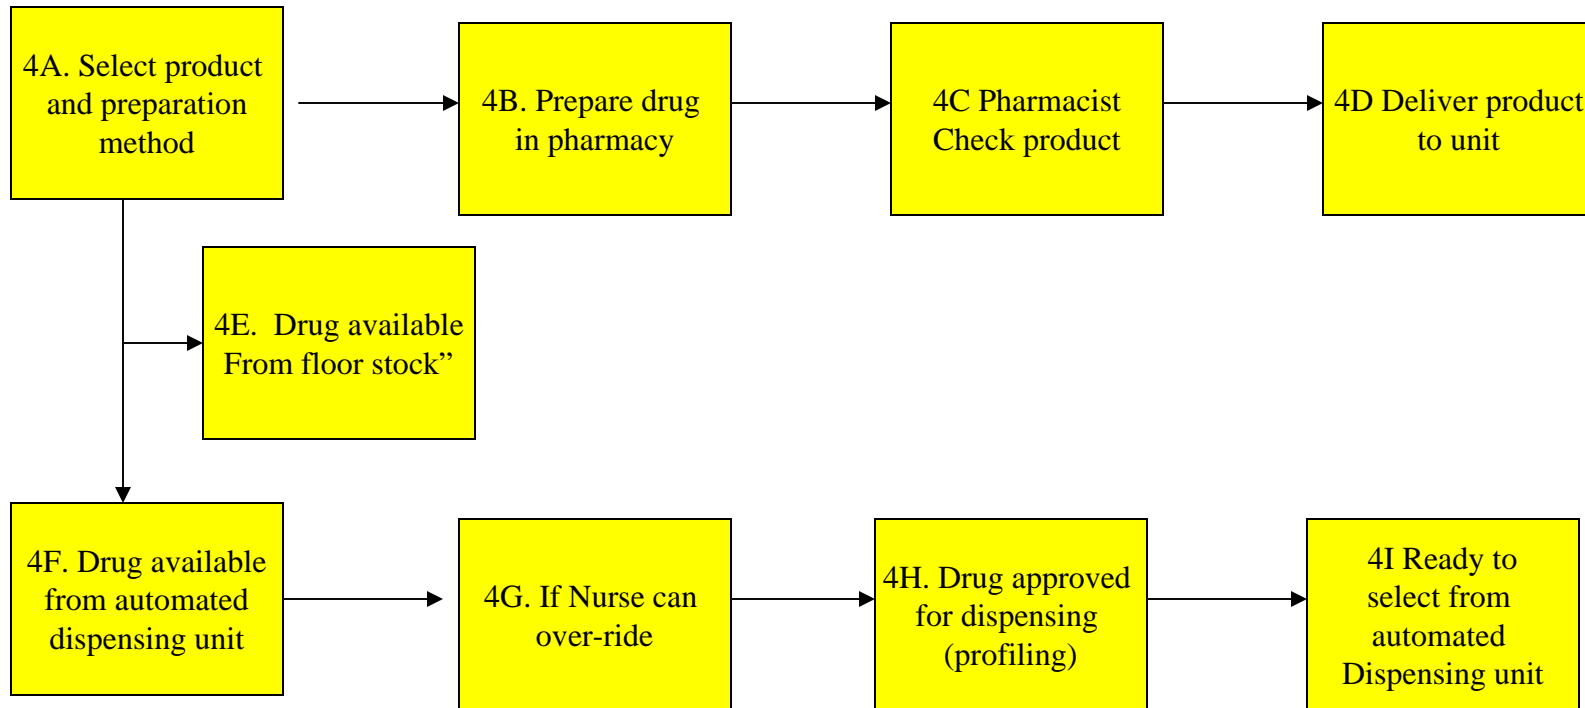 4A. Select product
and preparation
method
4B. Prepare drug
in pharmacy
4C Pharmacist
Check product
4D Deliver product
to unit
4E.  Drug available
From floor stock”
4F. Drug available
from automated
dispensing unit
4G. If Nurse can
over-ride
4H. Drug approved
for dispensing
(profiling)
4I Ready to
select from
automated
Dispensing unit